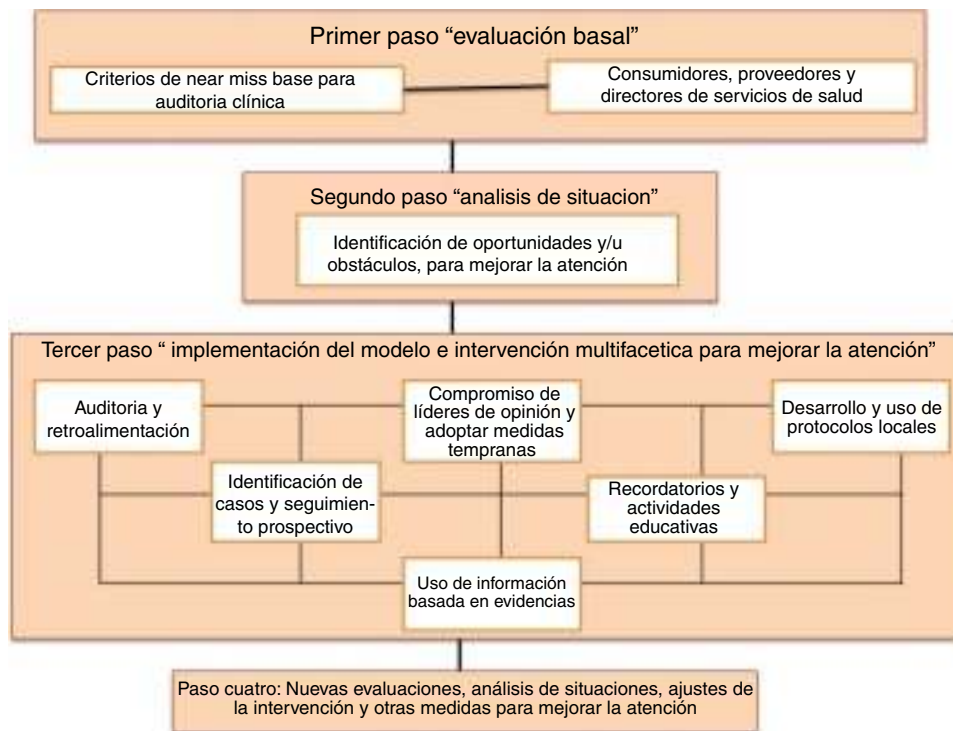 Primer paso “evaluación basal”
Criterios de near miss base para
auditoria clínica
Consumidores, proveedores y
directores de servicios de salud
Segundo paso “analisis de situacion”
Identificación de oportunidades y/u
obstáculos, para mejorar la atención
Tercer paso “ implementación del modelo e intervención multifacetica para mejorar la atención”
Auditoria y
retroalimentación
Compromiso de
líderes de opinión y
adoptar medidas
tempranas
Desarrollo y uso de
protocolos locales
Identificación de
casos y seguimien-
to prospectivo
Recordatorios y
actividades
educativas
Uso de información
basada en evidencias
Paso cuatro: Nuevas evaluaciones, análisis de situaciones, ajustes de
la intervención y otras medidas para mejorar la atención